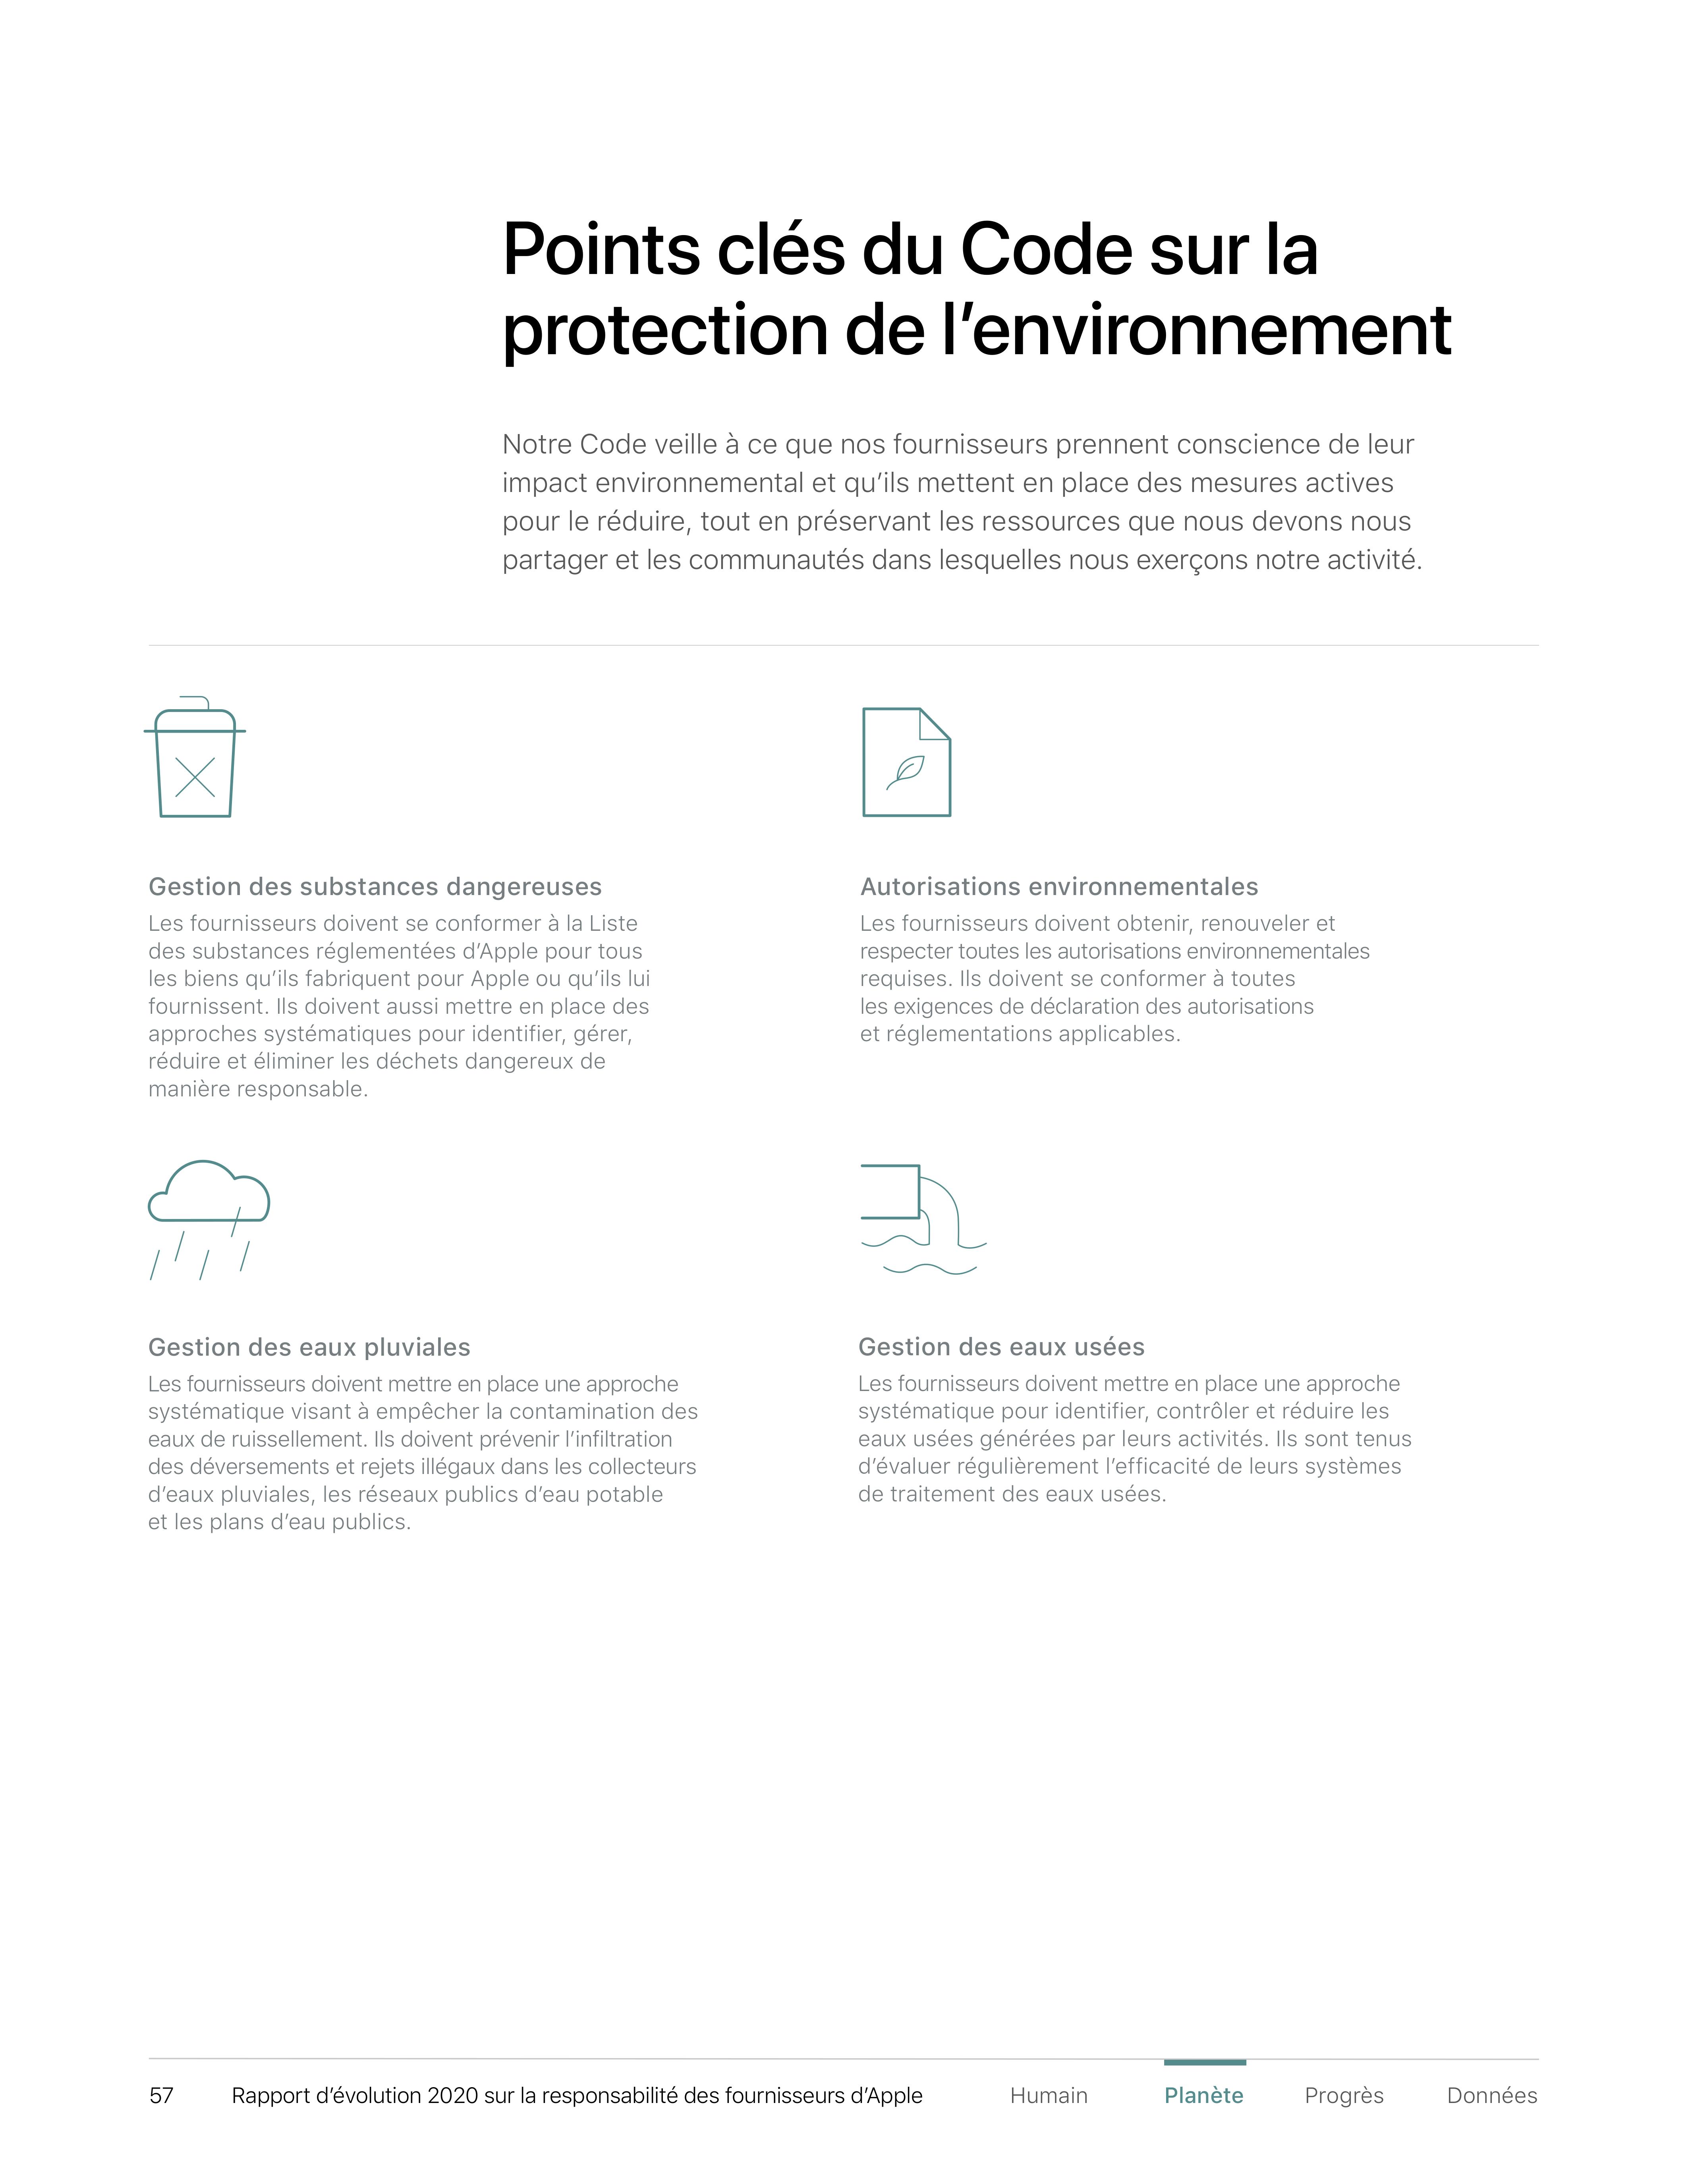 Points clés du Code sur la
protection de l’environnement
Notre Code veille à ce que nos fournisseurs prennent conscience de leur
impact environnemental et qu’ils mettent en place des mesures actives
pour le réduire, tout en préservant les ressources que nous devons nous
partager et les communautés dans lesquelles nous exerçons notre activité.
Gestion des substances dangereuses
Les fournisseurs doivent se conformer à la Liste
des substances réglementées d’Apple pour tous
les biens qu’ils fabriquent pour Apple ou qu’ils lui
fournissent. Ils doivent aussi mettre en place des
approches systématiques pour identifier, gérer,
réduire et éliminer les déchets dangereux de
manière responsable.
Autorisations environnementales
Les fournisseurs doivent obtenir, renouveler et
respecter toutes les autorisations environnementales
requises. Ils doivent se conformer à toutes
les exigences de déclaration des autorisations
et réglementations applicables.
Gestion des eaux pluviales
Les fournisseurs doivent mettre en place une approche
systématique visant à empêcher la contamination des
eaux de ruissellement. Ils doivent prévenir l’infiltration
des déversements et rejets illégaux dans les collecteurs
d’eaux pluviales, les réseaux publics d’eau potable
et les plans d’eau publics.
Gestion des eaux usées
Les fournisseurs doivent mettre en place une approche
systématique pour identifier, contrôler et réduire les
eaux usées générées par leurs activités. Ils sont tenus
d’évaluer régulièrement l’efficacité de leurs systèmes
de traitement des eaux usées.
57 Rapport d’évolution 2020 sur la responsabilité des fournisseurs d’Apple Humain Planète Progrès Données